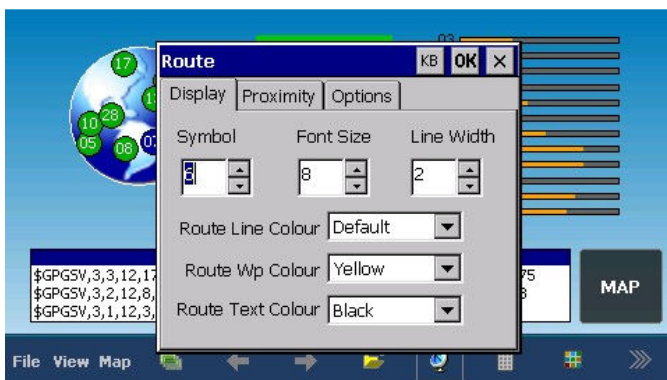 03
17
Route KB OK
Display Proximity Options
Symbol Font Size Line Width
8 2
10 28
05 08
Route Line Colour Default
Route Wp Colour Yellow
Route Text Colour Black
$GPGSV,3,3,12,17 75
$GPGSV,3,2,12,8,
$GPGSV,3,1,12,3,
MAP
File View Map